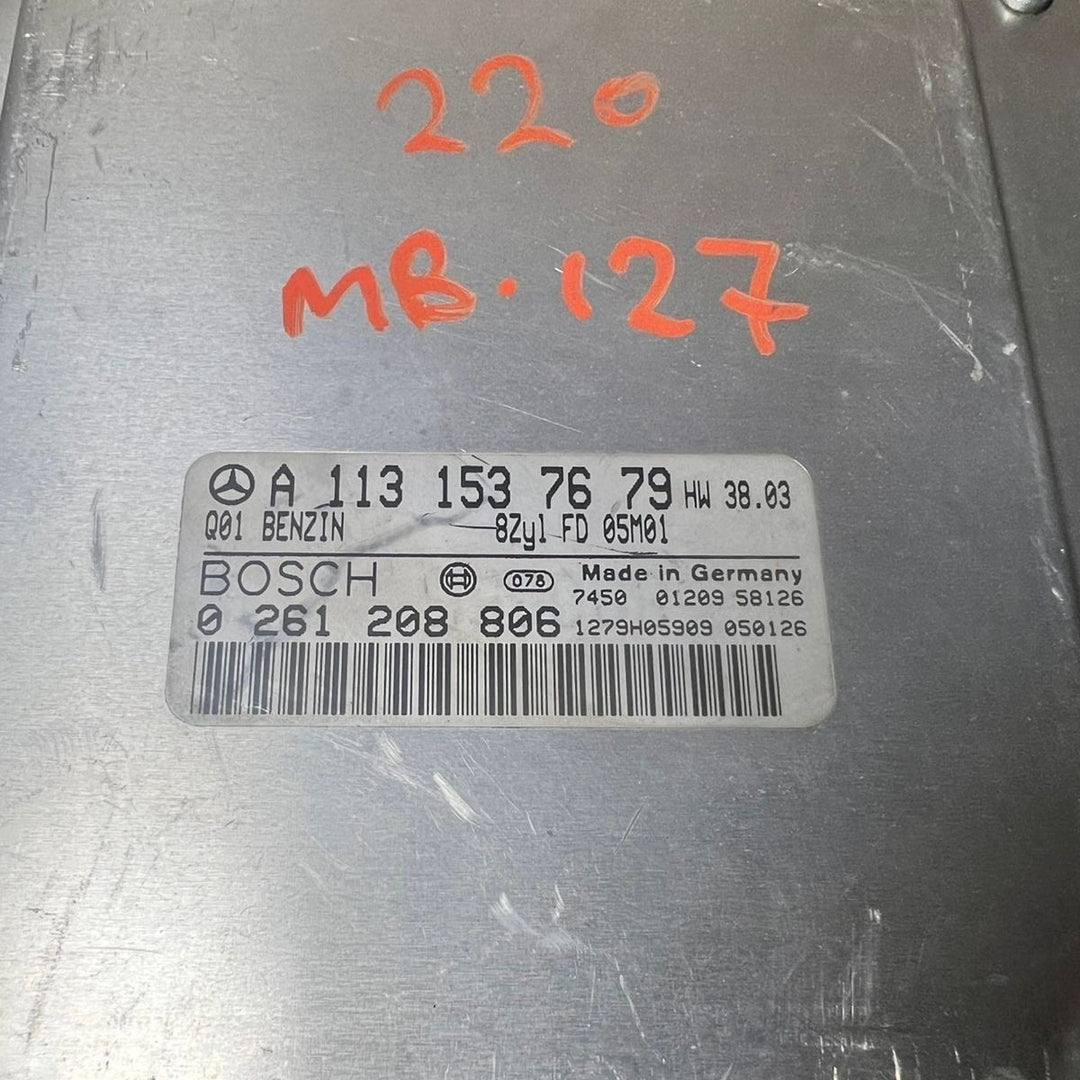 220
MB.127
A 113 153 76 79 HW 38.03
Q01 BENZIN 8Zyl FD 05M01
BOSCH 078 Made in Germany
7450 01209 58126
0 261 208 806 1279H05909 050126